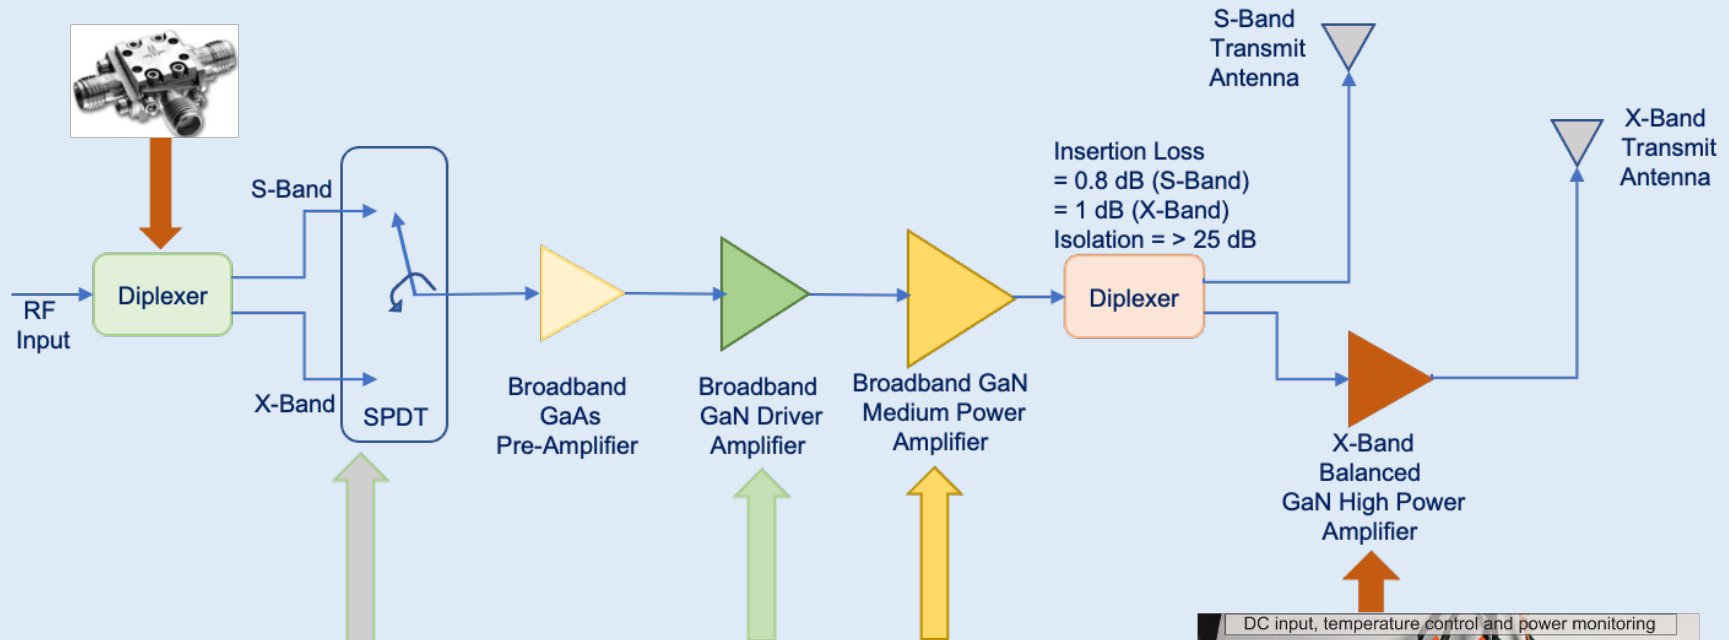 S-Band
Transmit
Antenna
X-Band
Transmit
Antenna
Insertion Loss
= 0.8 dB (S-Band)
= 1 dB (X-Band)
Isolation = > 25 dB
S-Band
Diplexer
RF
Input
X-Band
SPDT
Diplexer
Broadband
GaAs
Pre-Amplifier
Broadband
GaN Driver
Amplifier
Broadband GaN
Medium Power
Amplifier
X-Band
Balanced
GaN High Power
Amplifier
DC input, temperature control and power monitoring